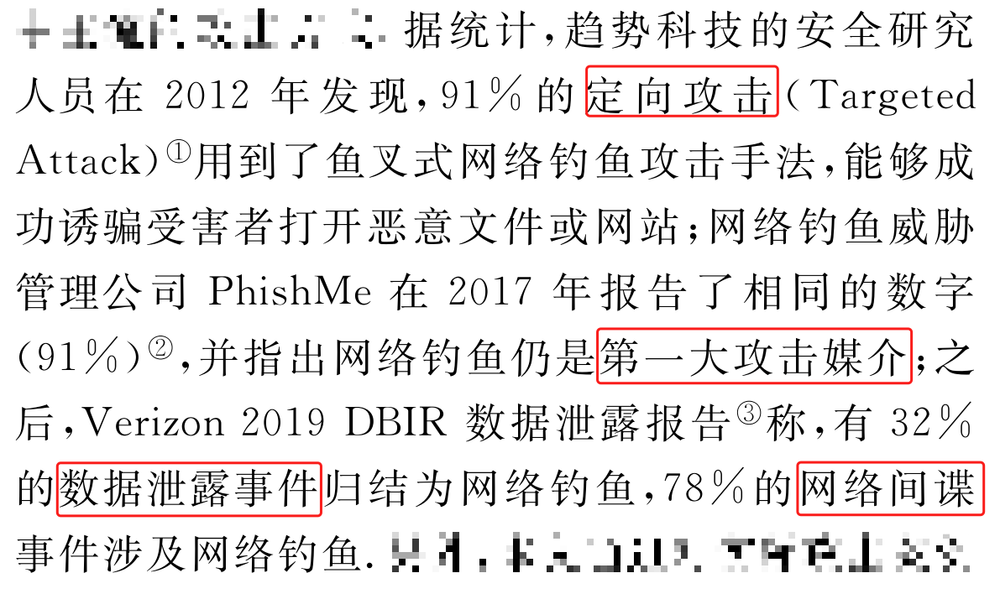 据统计,趋势科技的安全研究
人员在 2012 年发现,91%的定向攻击(Targeted
Attack)①用到了鱼叉式网络钓鱼攻击手法,能够成
功诱骗受害者打开恶意文件或网站;网络钓鱼威胁
管理公司 PhishMe 在 2017 年报告了相同的数字
(91%)②,并指出网络钓鱼仍是第一大攻击媒介;之
后,Verizon 2019 DBIR 数据泄露报告③称,有 32%
的数据泄露事件归结为网络钓鱼,78%的网络间谍
事件涉及网络钓鱼.